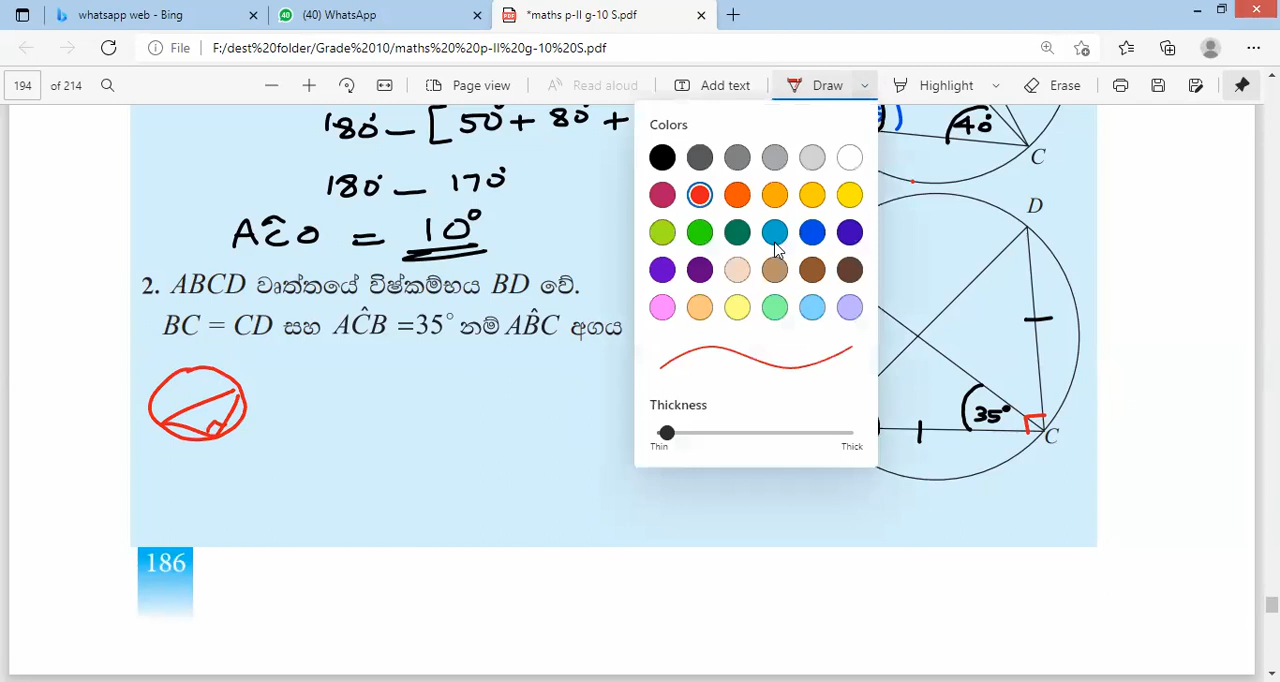 whatsapp web - Bing
(40) WhatsApp
*maths p-II g-10 S.pdf
File
F:/dest%20folder/Grade%2010/maths%20%20p-II%20g-10%20S.pdf
194 of 214
Page view
Read aloud
Add text
Draw
Highlight
Erase
180° – [50° + 80° +
180° – 170°
AĈO = 10°
40°
C
D
2. ABCD වෘත්තයේ විෂ්කම්භය BD වේ.
BC = CD සහ AĈB =35° නම් AB̂C අගය
35°
C
186
Colors
Thickness
Thin
Thick